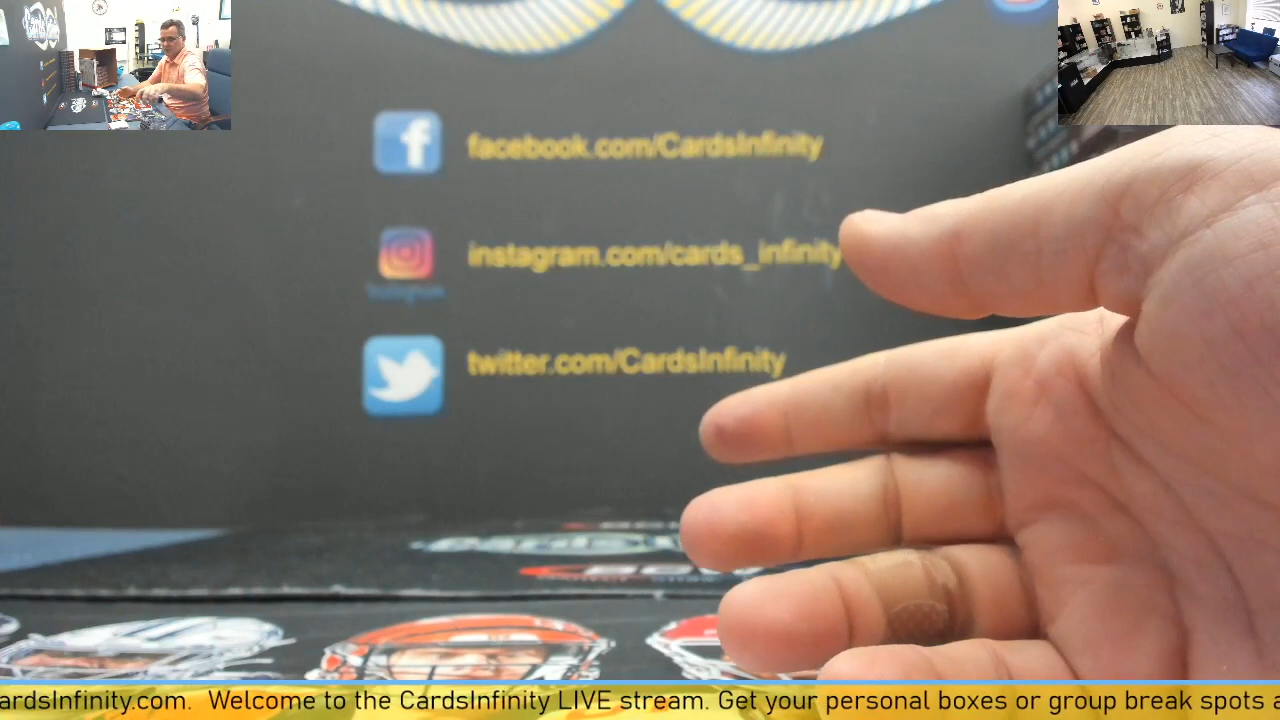 facebook.com/CardsInfinity
instagram.com/cards_infinity
Instagram
twitter.com/CardsInfinity
ardsInfinity.com. Welcome to the CardsInfinity LIVE stream. Get your personal boxes or group break spots a